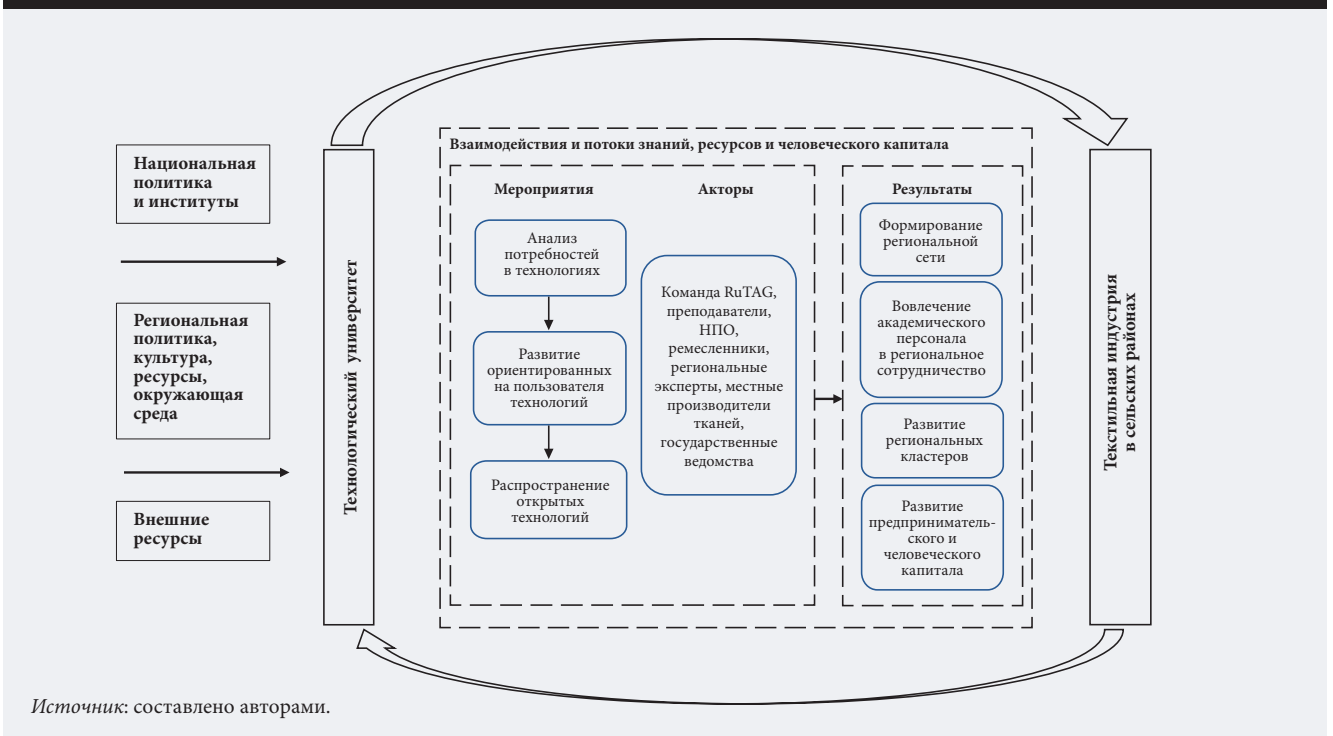 Национальная
политика
и институты
Региональная
политика,
культура,
ресурсы,
окружающая
среда
Внешние
ресурсы
Технологический университет
Взаимодействия и потоки знаний, ресурсов и человеческого капитала
Мероприятия
Анализ
потребностей
в технологиях
Развитие
ориентированных
на пользователя
технологий
Распространение
открытых
технологий
Акторы
Команда RuTAG,
преподаватели,
НПО,
ремесленники,
региональные
эксперты, местные
производители
тканей,
государственные
ведомства
Результаты
Формирование
региональной
сети
Вовлечение
академического
персонала
в региональное
сотрудничество
Развитие
региональных
кластеров
Развитие
предприниматель-
ского и
человеческого
капитала
Текстильная индустрия
в сельских районах
Источник: составлено авторами.